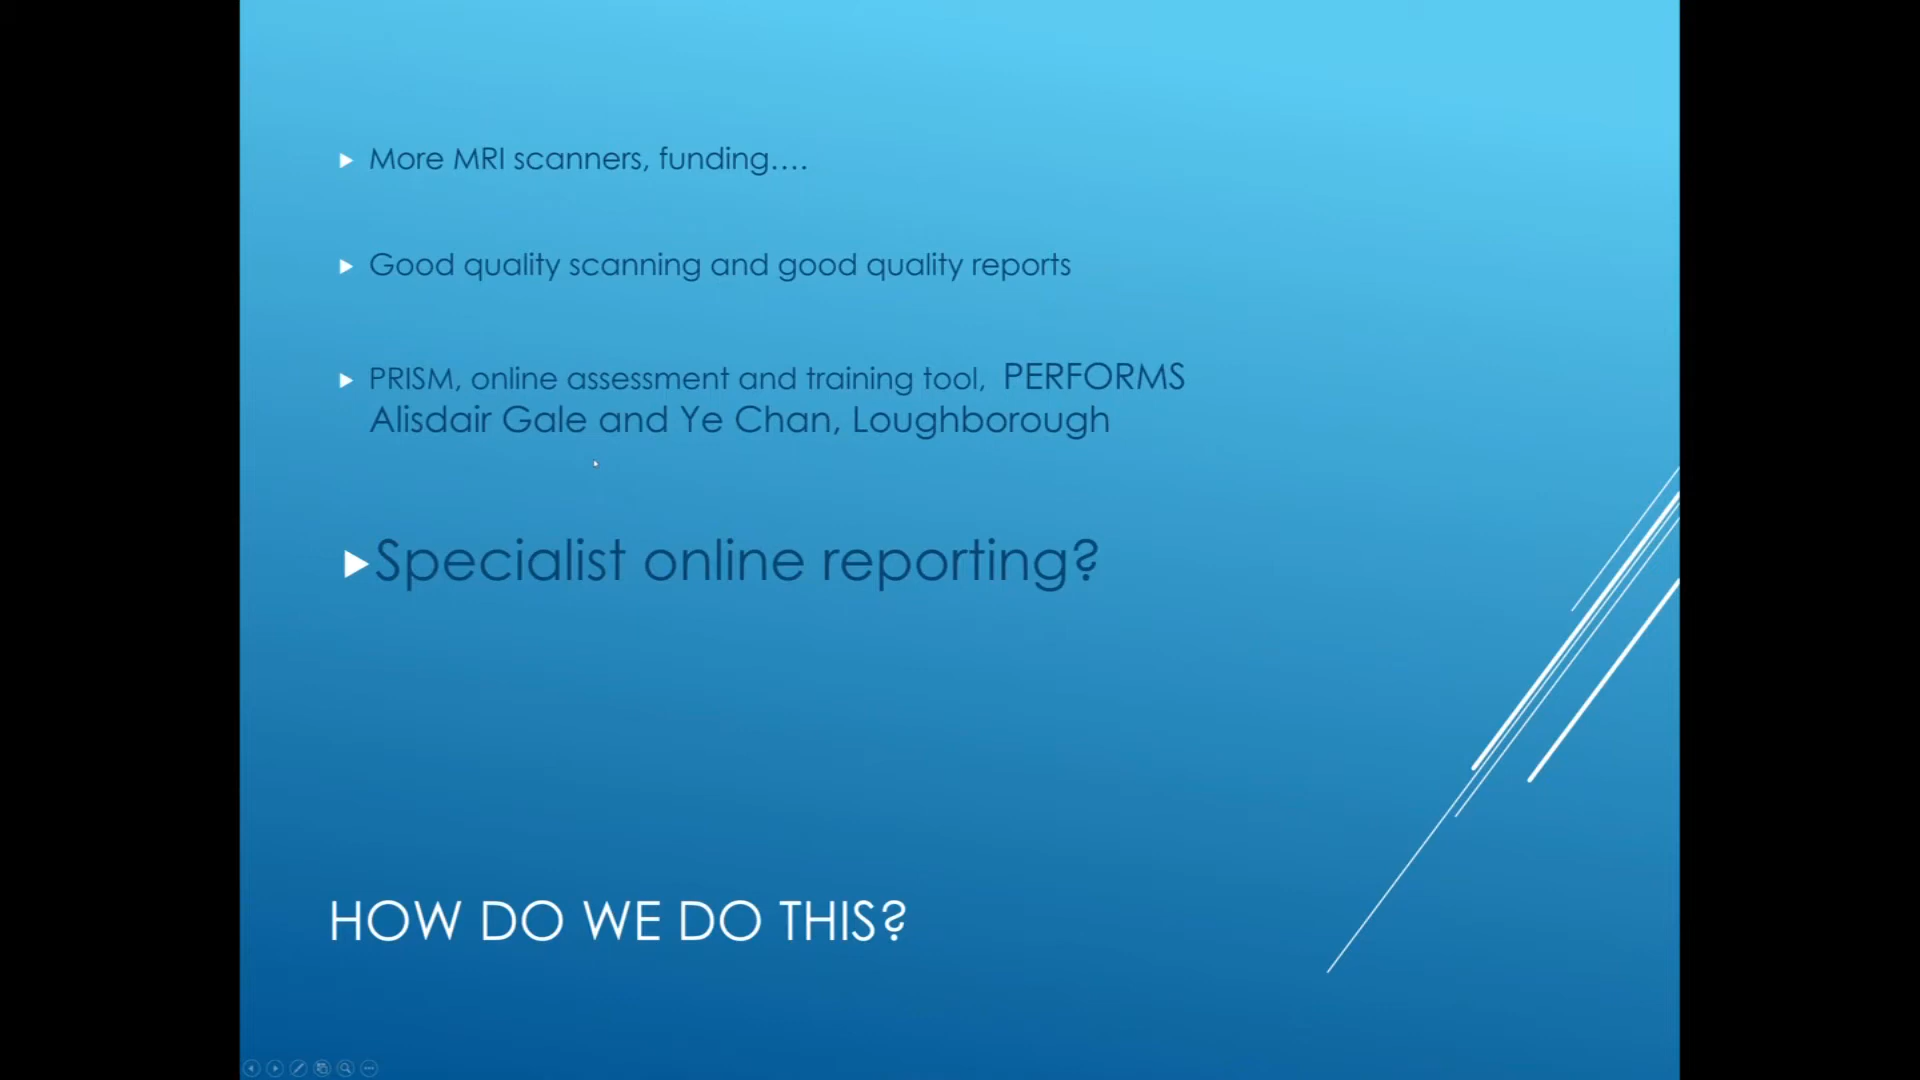 More MRI scanners, funding....
Good quality scanning and good quality reports
PRISM, online assessment and training tool, PERFORMS
Alisdair Gale and Ye Chan, Loughborough
Specialist online reporting?
HOW DO WE DO THIS?